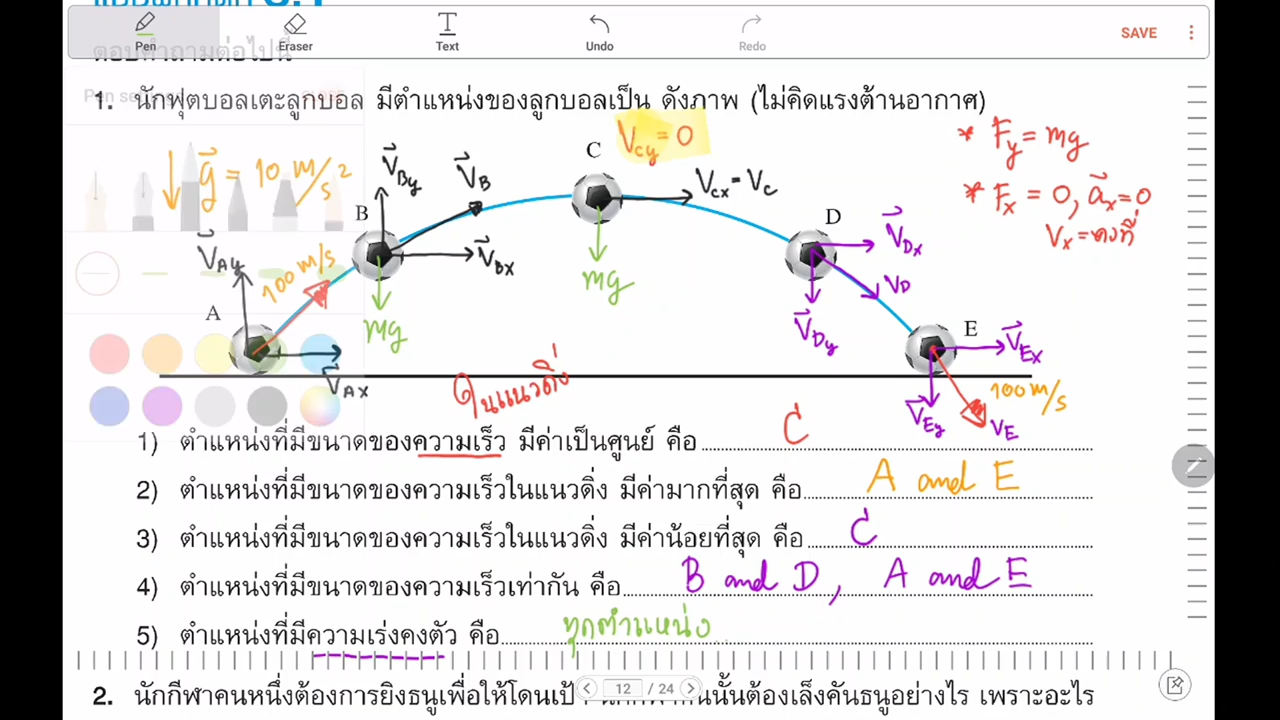 Pen
Eraser
Text
Undo
Redo
SAVE
ตอบคำถามต่อไปนี้
1. นักฟุตบอลเตะลูกบอล มีตำแหน่งของลูกบอลเป็น ดังภาพ (ไม่คิดแรงต้านอากาศ)
Vcy = 0
* Fy = mg
* Fx = 0, ax = 0
Vx = คงที่
g = 10 m/s2
A
B
C
D
E
VAy
VAx
100 m/s
VBy
VB
VBx
mg
Vcx = Vc
mg
VDx
VD
VDy
VEx
VEy
VE
100 m/s
ในแนวดิ่ง
1) ตำแหน่งที่มีขนาดของความเร็ว มีค่าเป็นศูนย์ คือ C
2) ตำแหน่งที่มีขนาดของความเร็วในแนวดิ่ง มีค่ามากที่สุด คือ A and E
3) ตำแหน่งที่มีขนาดของความเร็วในแนวดิ่ง มีค่าน้อยที่สุด คือ C
4) ตำแหน่งที่มีขนาดของความเร็วเท่ากัน คือ B and D, A and E
5) ตำแหน่งที่มีความเร่งคงตัว คือ ทุกตำแหน่ง
2. นักกีฬาคนหนึ่งต้องการยิงธนูเพื่อให้โดนเป้า นั้นต้องเล็งคันธนูอย่างไร เพราะอะไร
12 / 24